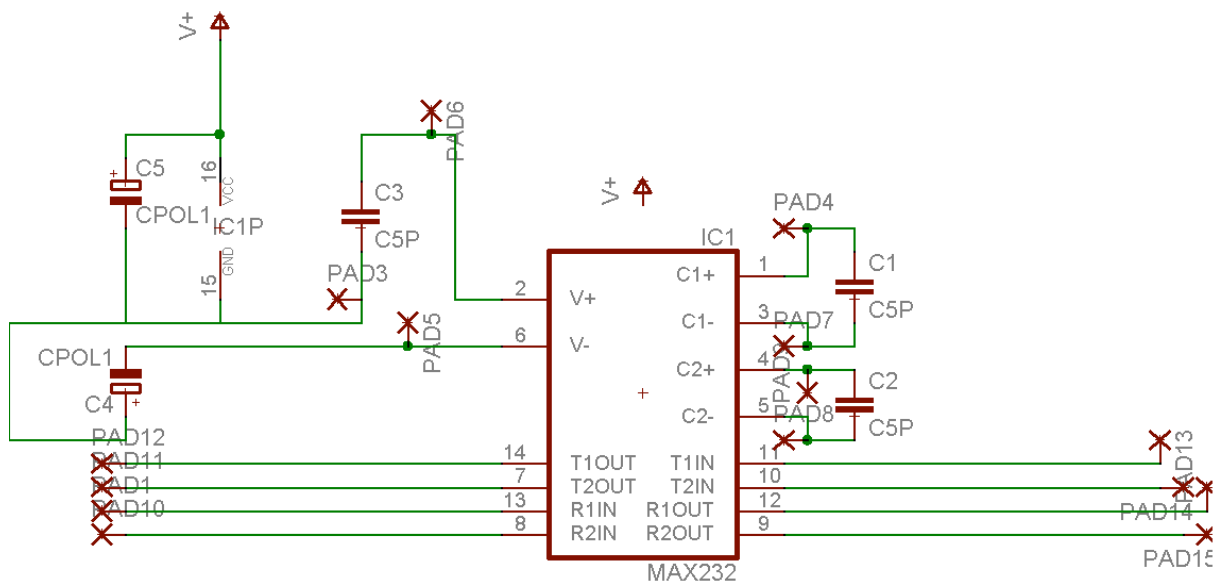 V+
PAD6
C5
+
CPOL1
16
VCC
IC1P
GND
15
C3
C5P
PAD3
V+
PAD4
IC1
C1+
1
C1
C5P
2
V+
C1-
3
PAD7
6
V-
PAD5
C2+
4
C2
C5P
C2-
5
PAD8
CPOL1
C4
+
PAD12
PAD11
PAD1
PAD10
14
T1OUT
T1IN
11
7
T2OUT
T2IN
10
13
R1IN
R1OUT
12
8
R2IN
R2OUT
9
PAD13
PAD14
PAD15
MAX232